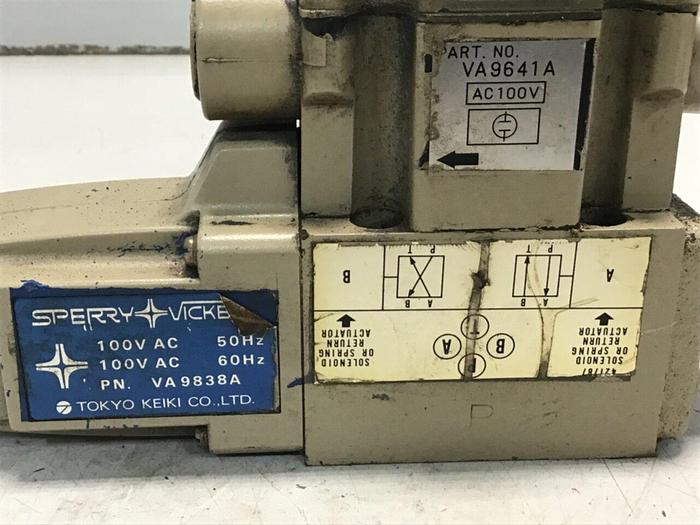 PART. NO.
VA9641A
AC100V
SPERRY VICKE
100V AC 50Hz
100V AC 60Hz
PN. VA9838A
TOKYO KEIKI CO., LTD.
A
P T
A B
B
P T
A B
SOLENOID
OR SPRING
RETURN
ACTUATOR
T
B A
P
SOLENOID
OR SPRING
RETURN
ACTUATOR
P